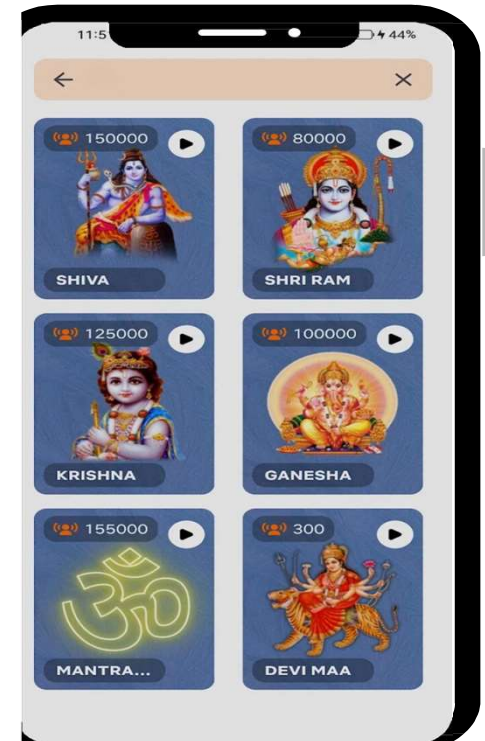 11:5
44%
150000
SHIVA
80000
SHRI RAM
125000
KRISHNA
100000
GANESHA
155000
MANTRA...
300
DEVI MAA